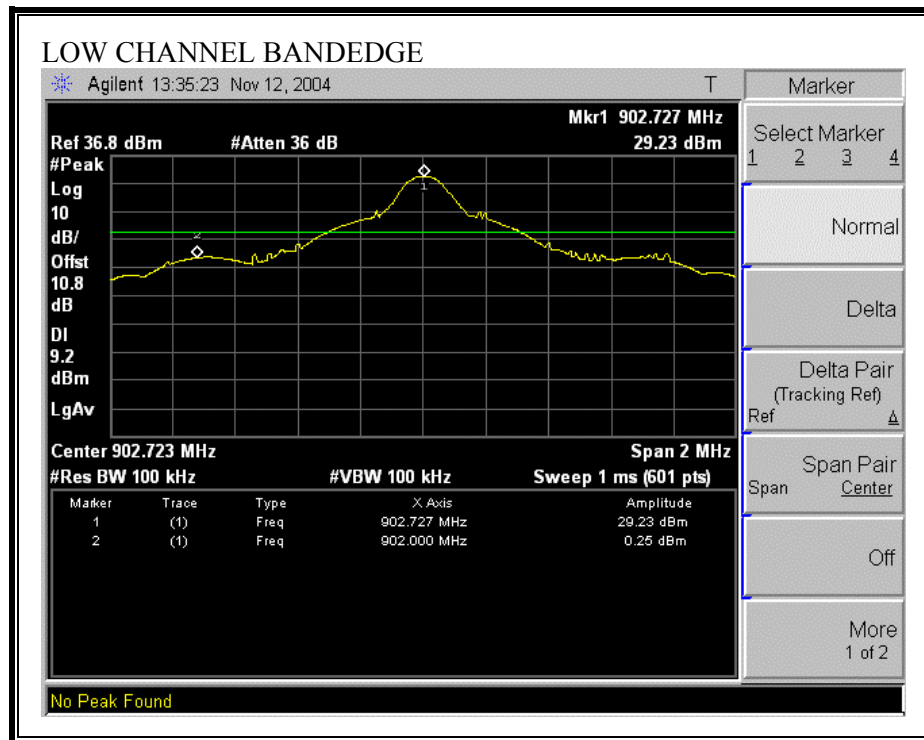 LOW CHANNEL BANDEDGE
Agilent 13:35:23 Nov 12, 2004 T
Mkr1 902.727 MHz
Ref 36.8 dBm #Atten 36 dB 29.23 dBm
#Peak
Log
10
dB/
Offst
10.8
dB
DI
9.2
dBm
LgAv
1
2
Center 902.723 MHz Span 2 MHz
#Res BW 100 kHz #VBW 100 kHz Sweep 1 ms (601 pts)
Marker Trace Type X Axis Amplitude
1 (1) Freq 902.727 MHz 29.23 dBm
2 (1) Freq 902.000 MHz 0.25 dBm
No Peak Found
Marker
Select Marker
1 2 3 4
Normal
Delta
Delta Pair
(Tracking Ref)
Ref Δ
Span Pair
Span Center
Off
More
1 of 2